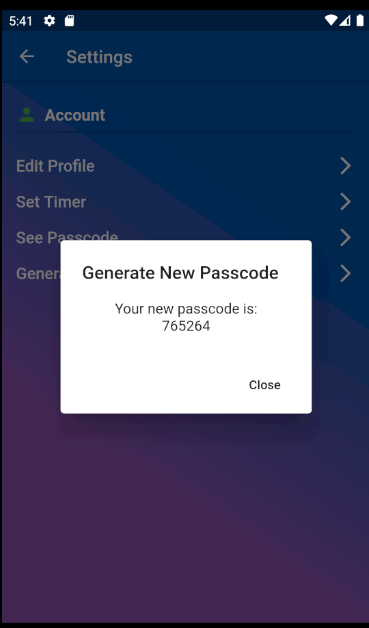 5:41
Settings
Account
Edit Profile
Set Timer
See Passcode
Gener
Generate New Passcode
Your new passcode is:
765264
Close